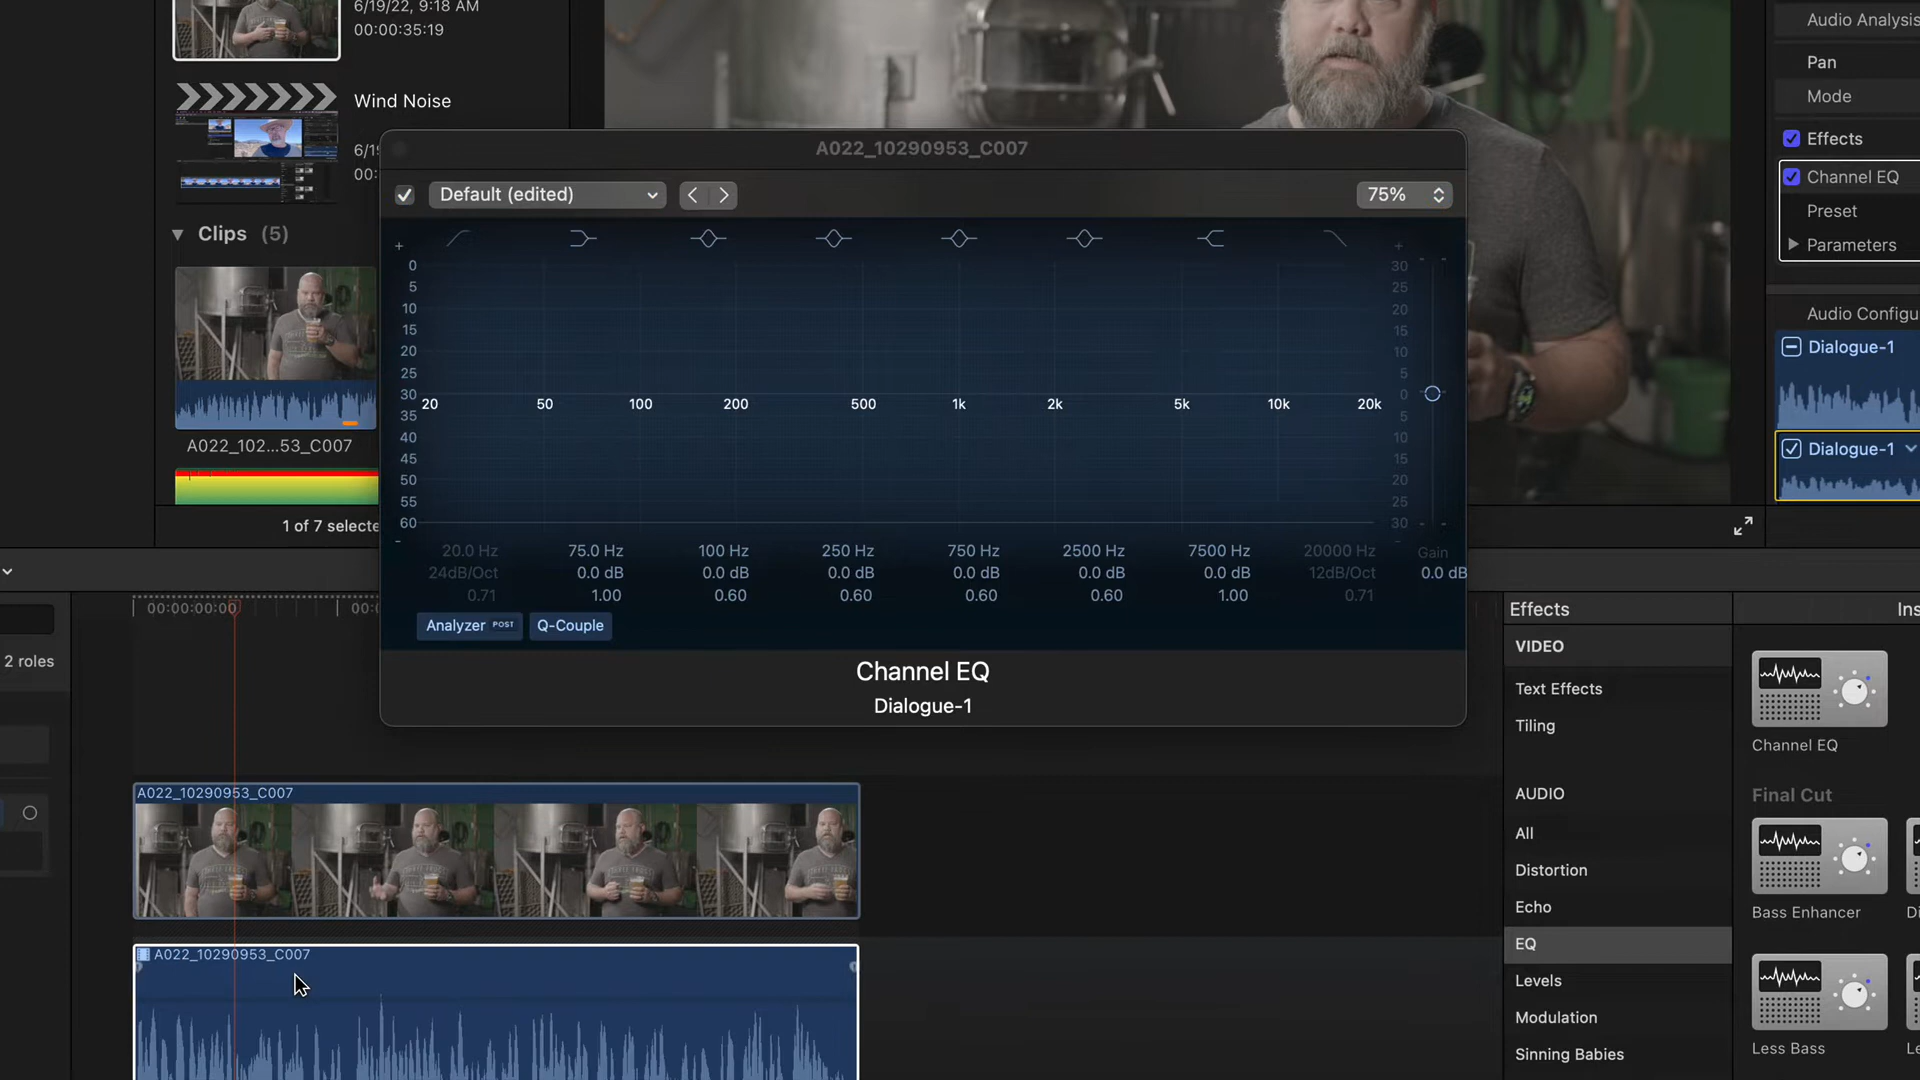 6/19/22, 9:18 AM
00:00:35:19
Wind Noise
6/19
00:
Clips (5)
A022_102...53_C007
1 of 7 selecte
A022_10290953_C007
Default (edited)
75%
+ +
0 30
5 25
10 20
15 15
20 10
25 5
30 20 50 100 200 500 1k 2k 5k 10k 20k 0
35 5
40 10
45 15
50 20
55 25
60 30
- -
20.0 Hz 75.0 Hz 100 Hz 250 Hz 750 Hz 2500 Hz 7500 Hz 20000 Hz Gain
24dB/Oct 0.0 dB 0.0 dB 0.0 dB 0.0 dB 0.0 dB 0.0 dB 12dB/Oct 0.0 dB
0.71 1.00 0.60 0.60 0.60 0.60 1.00 0.71
Analyzer POST Q-Couple
Channel EQ
Dialogue-1
Audio Analysis
Pan
Mode
Effects
Channel EQ
Preset
Parameters
Audio Configu
Dialogue-1
Dialogue-1
00:00:00:00 00:
2 roles
A022_10290953_C007
A022_10290953_C007
Effects
VIDEO
Text Effects
Tiling
AUDIO
All
Distortion
Echo
EQ
Levels
Modulation
Sinning Babies
Ins
Channel EQ
Final Cut
Bass Enhancer
Less Bass